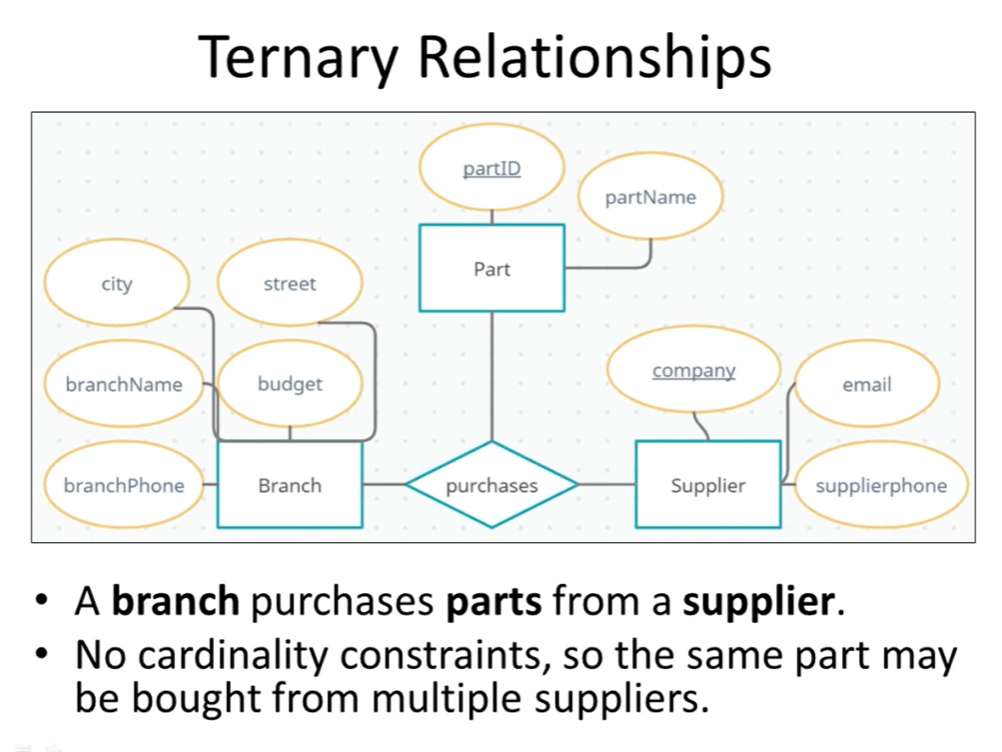 Ternary Relationships
partID
partName
Part
city
street
branchName
budget
company
email
branchPhone
Branch
purchases
Supplier
supplierphone
• A branch purchases parts from a supplier.
• No cardinality constraints, so the same part may
be bought from multiple suppliers.